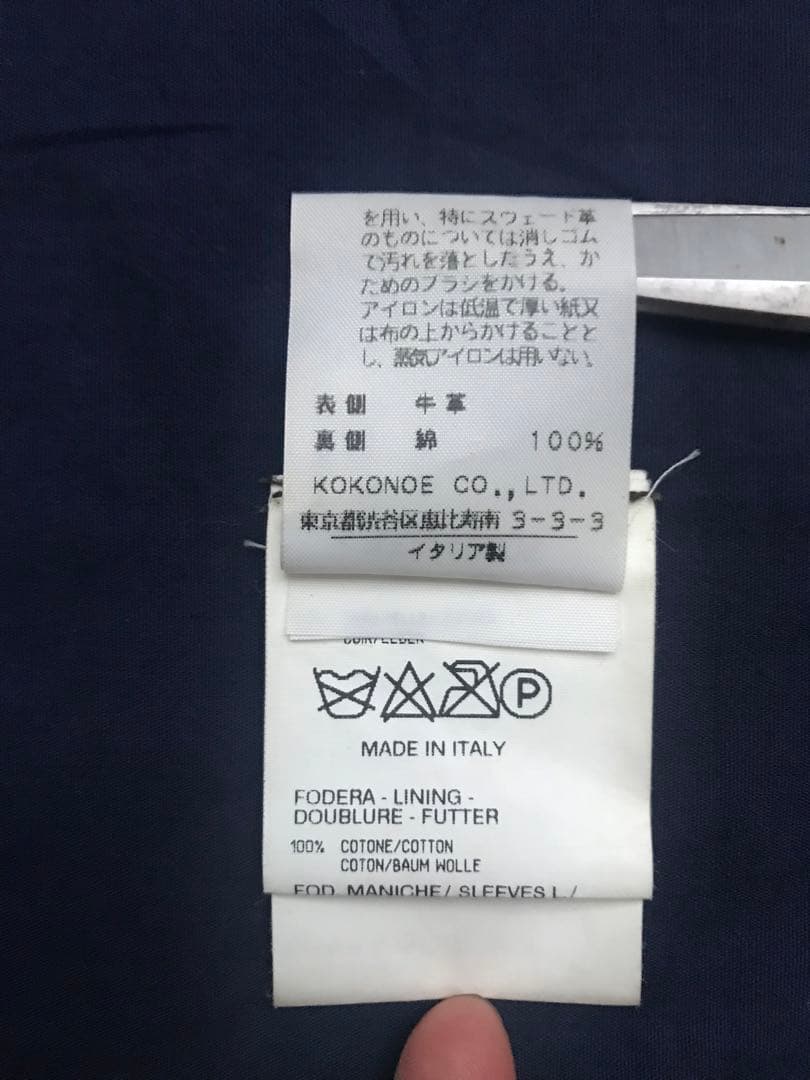 を用い、特にスウェード革
のものについては消しゴム
で汚れを落としたうえ、か
ためのブラシをかける。
アイロンは低温で厚い紙又
は布の上からかけることと
し、蒸気アイロンは用いない。
表側 牛革
裏側 綿 100%
KOKONOE CO.,LTD.
東京都渋谷区恵比寿南 3-3-3
イタリア製
CUIR/LEDER
P
MADE IN ITALY
FODERA - LINING -
DOUBLURE - FUTTER
100% COTONE/COTTON
COTON/BAUM WOLLE
FOD. MANICHE/ SLEEVES L /